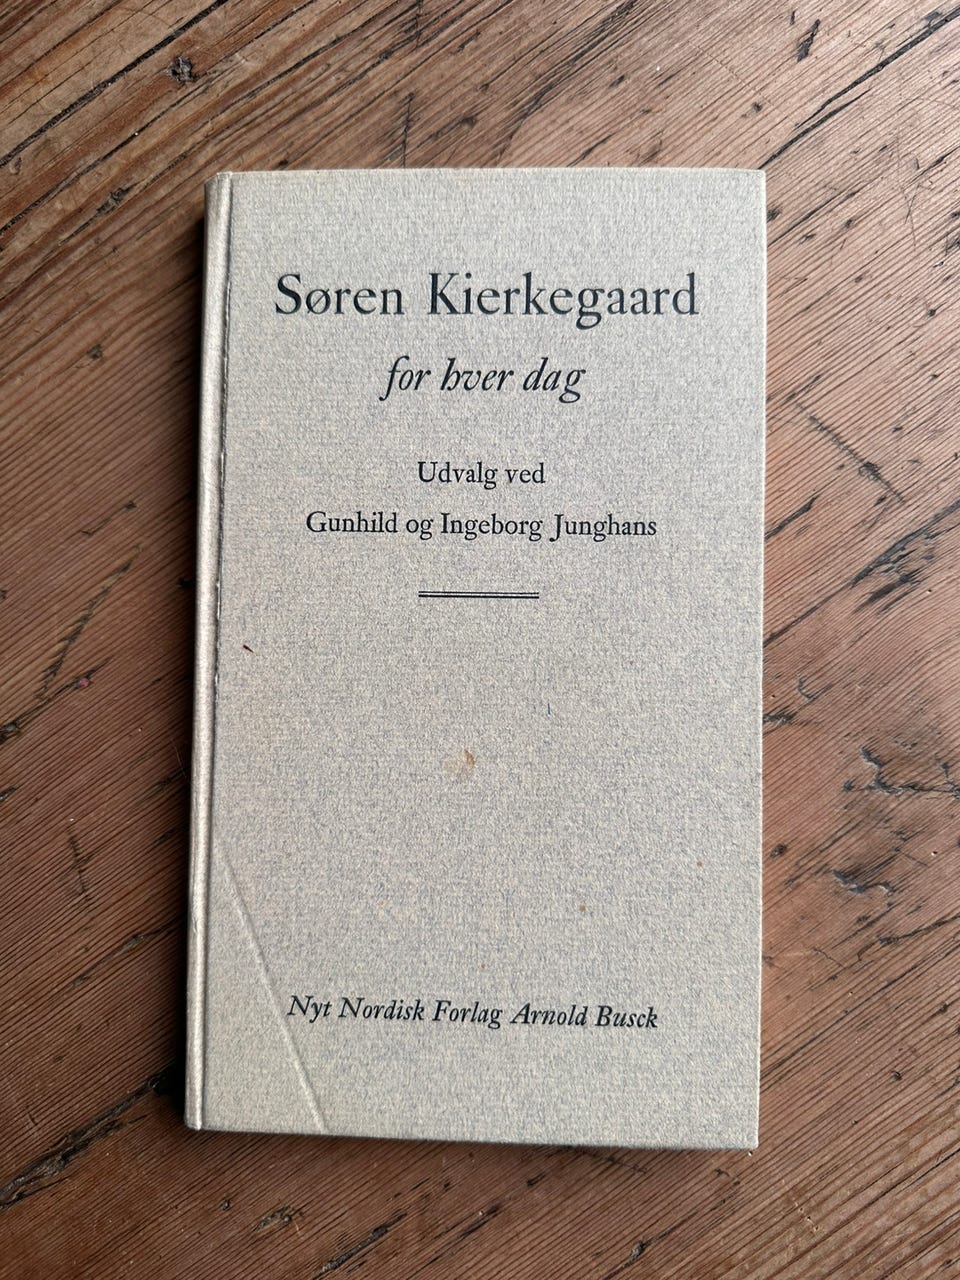 Søren Kierkegaard
for hver dag
Udvalg ved
Gunhild og Ingeborg Junghans
Nyt Nordisk Forlag Arnold Busck